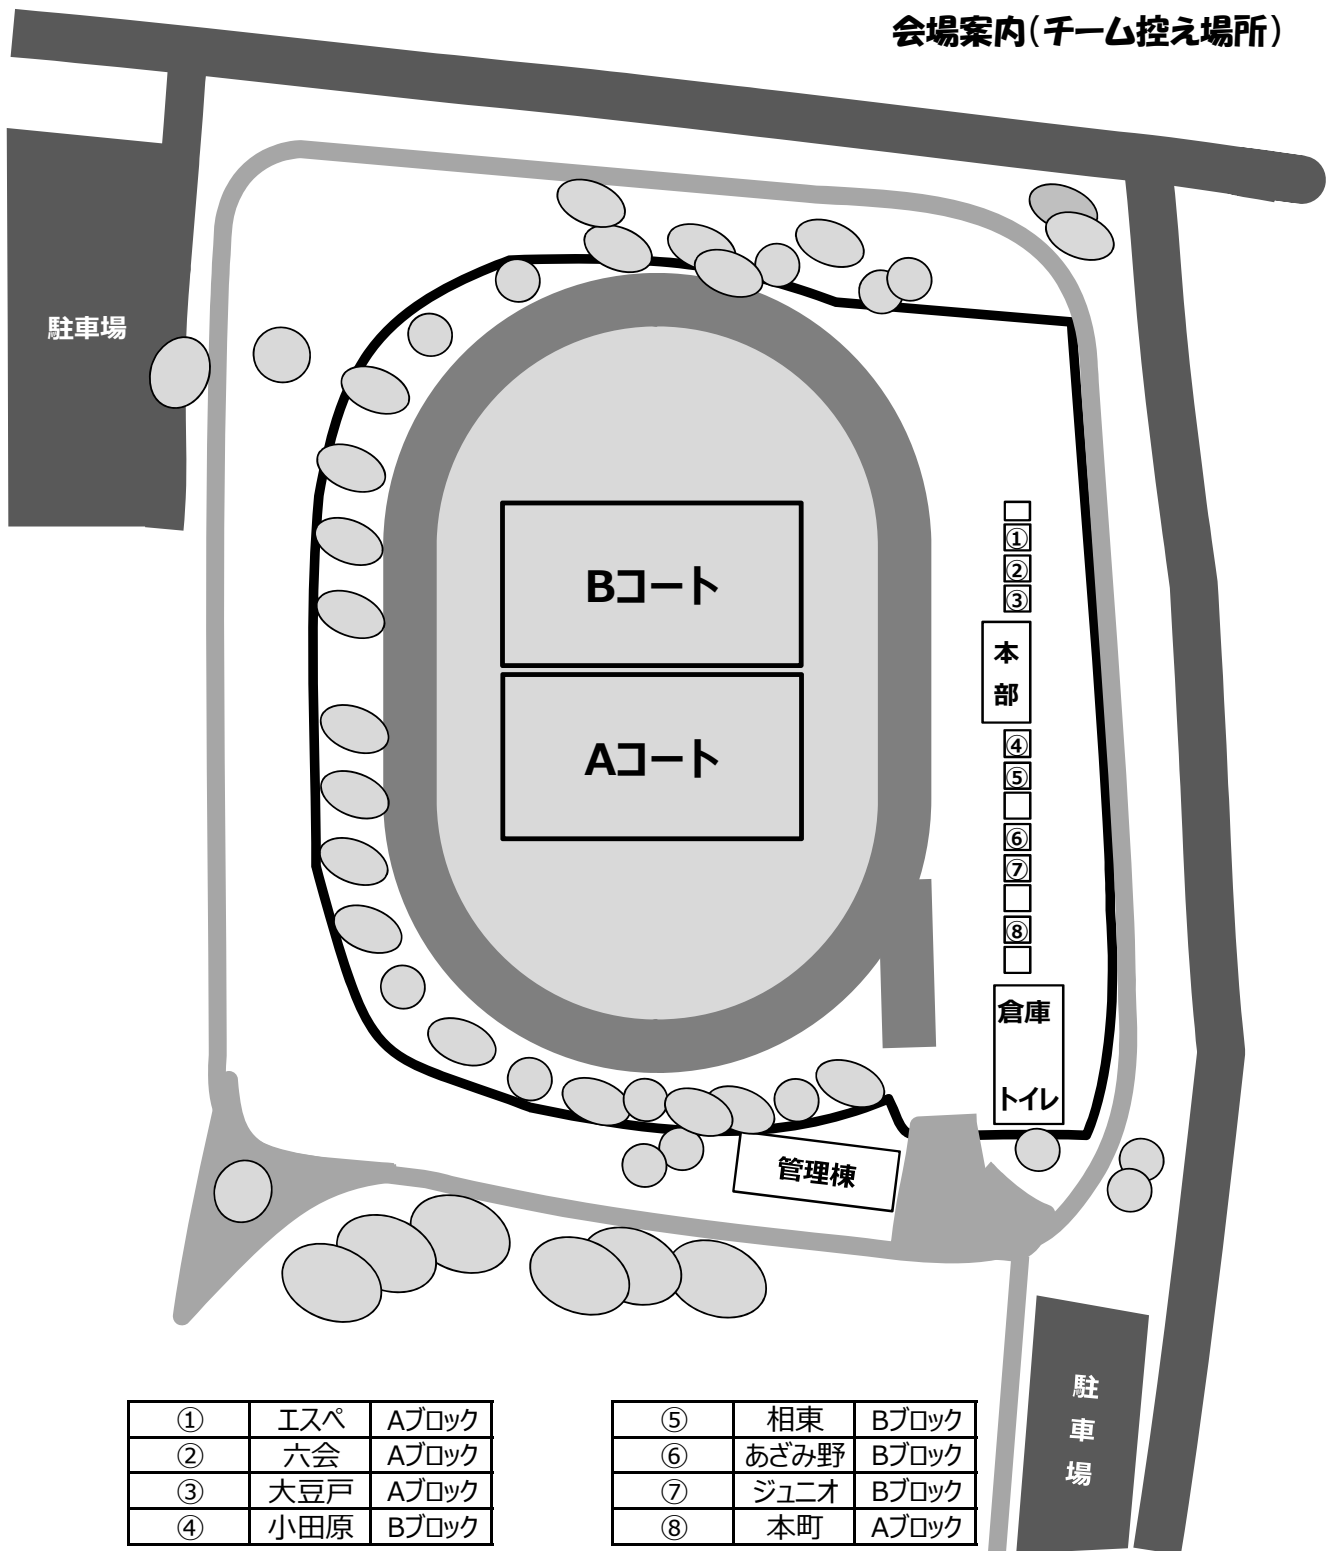 会場案内(チーム控え場所)
駐車場
①
②
③
Bコート
本
部
Aコート
④
⑤
⑥
⑦
⑧
倉庫
トイレ
管理棟
駐
車
場
① エスペ Aブロック
② 六会 Aブロック
③ 大豆戸 Aブロック
④ 小田原 Bブロック
⑤ 相東 Bブロック
⑥ あざみ野 Bブロック
⑦ ジュニオ Bブロック
⑧ 本町 Aブロック